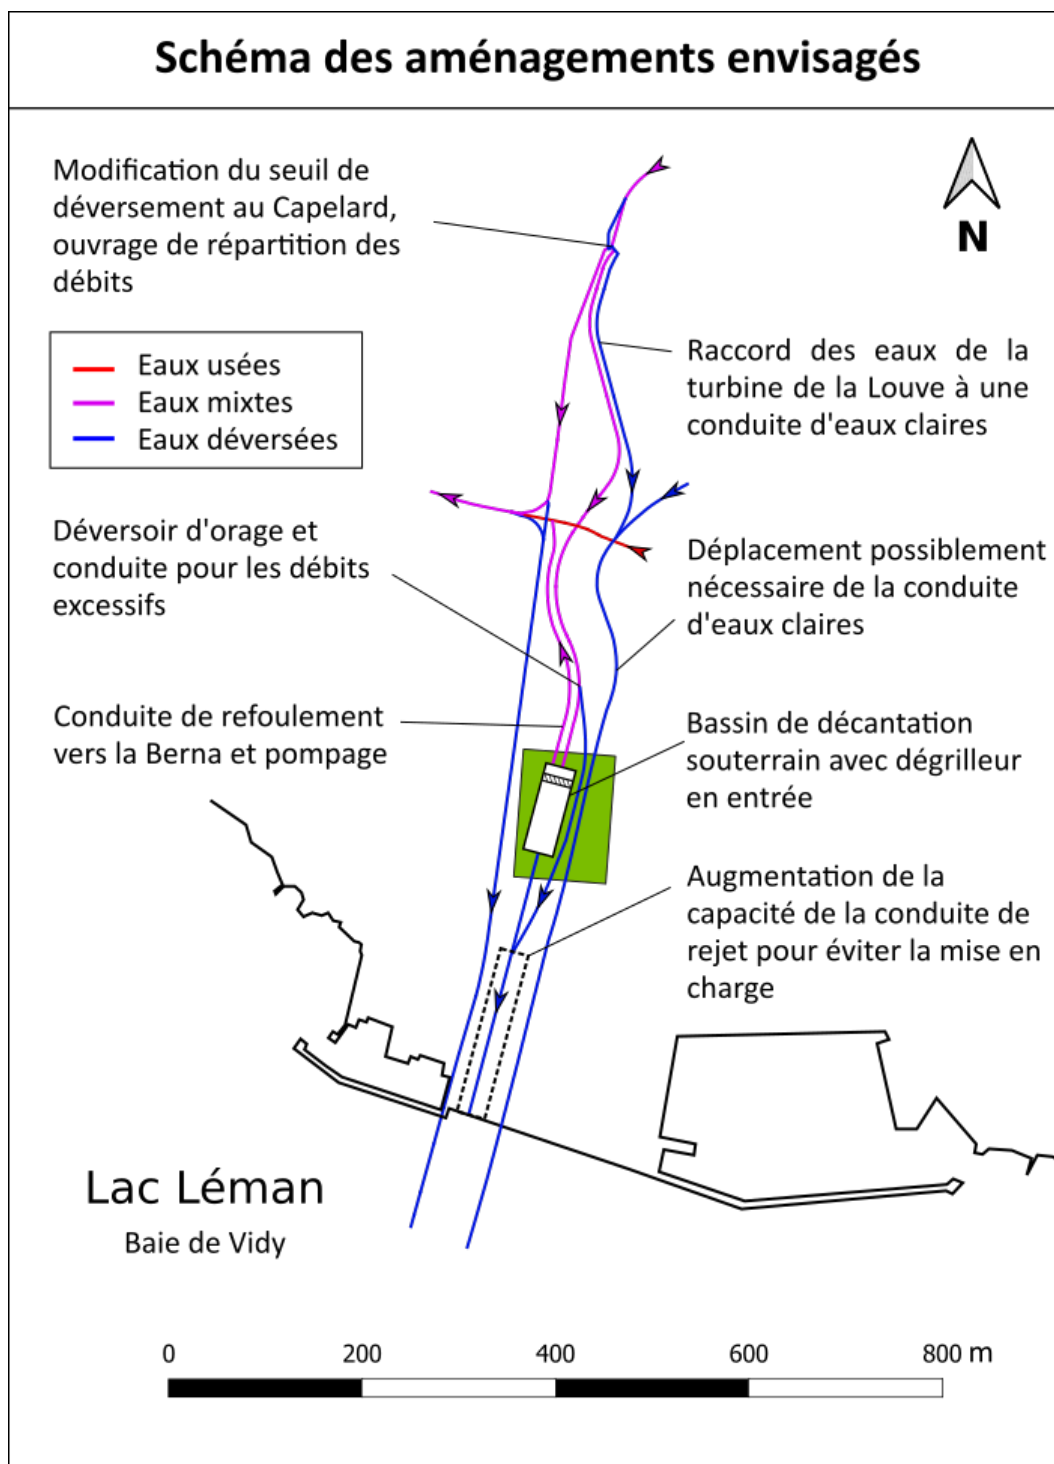 Schéma des aménagements envisagés
Modification du seuil de
déversement au Capelard,
ouvrage de répartition des
débits
N
Eaux usées
Eaux mixtes
Eaux déversées
Raccord des eaux de la
turbine de la Louve à une
conduite d'eaux claires
Déversoir d'orage et
conduite pour les débits
excessifs
Déplacement possiblement
nécessaire de la conduite
d'eaux claires
Conduite de refoulement
vers la Berna et pompage
Bassin de décantation
souterrain avec dégrilleur
en entrée
Augmentation de la
capacité de la conduite de
rejet pour éviter la mise en
charge
Lac Léman
Baie de Vidy
0 200 400 600 800 m